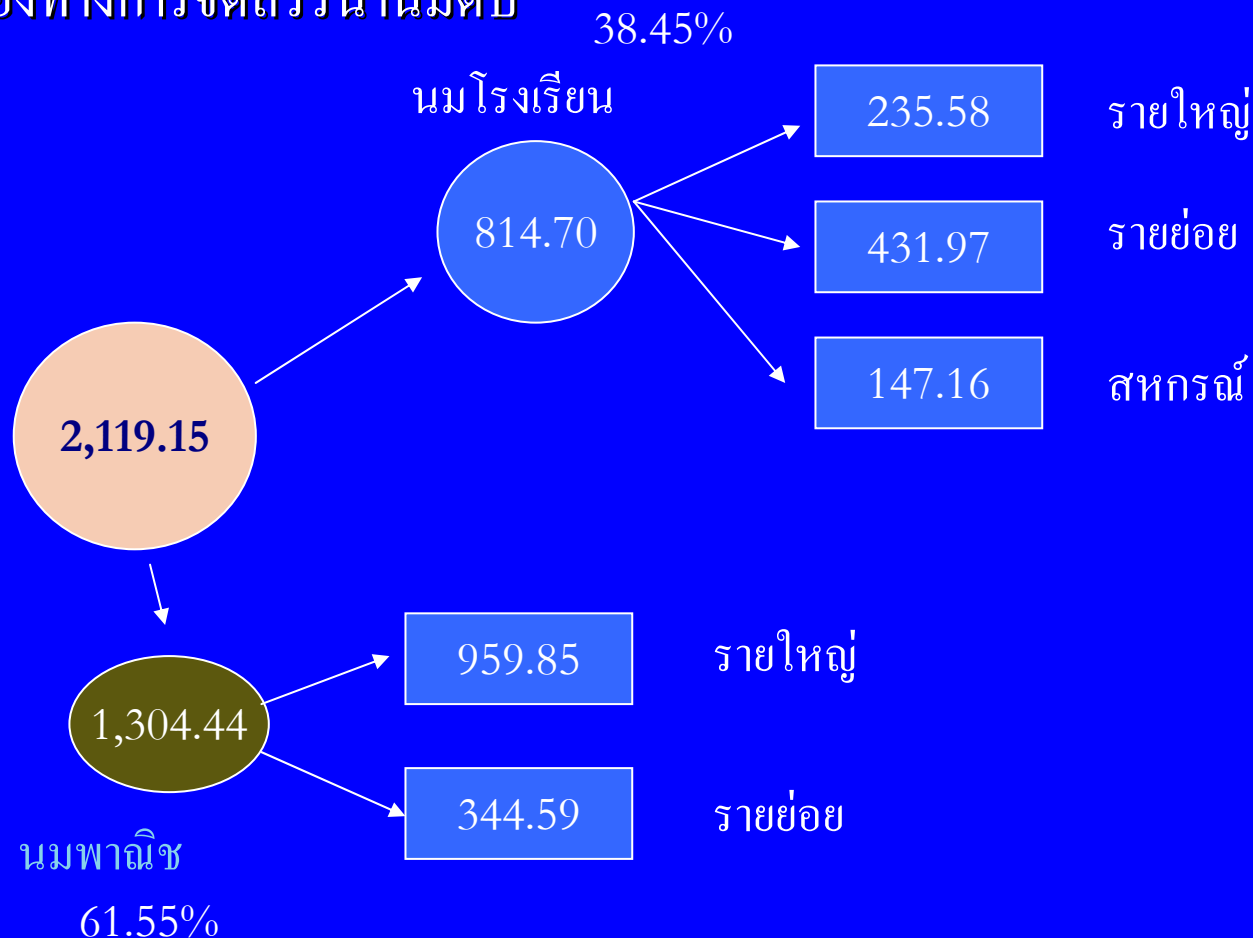 38.45%
นมโรงเรียน
235.58 รายใหญ่
814.70
431.97 รายย่อย
147.16 สหกรณ์
2,119.15
959.85 รายใหญ่
1,304.44
344.59 รายย่อย
นมพาณิช
61.55%